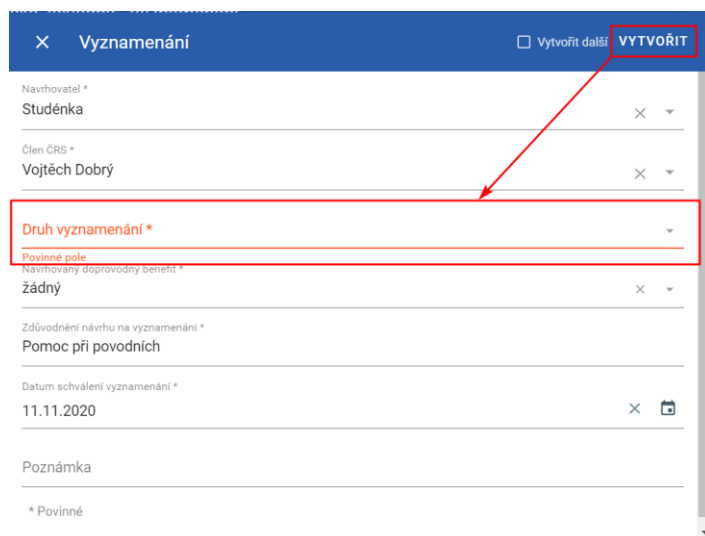 Vyznamenání
Vytvořit další VYTVOŘIT
Navrhovatel *
Studénka
Člen ČRS *
Vojtěch Dobrý
Druh vyznamenání *
Povinné pole
Navrhovaný doprovodný benefit *
žádný
Zdůvodnění návrhu na vyznamenání *
Pomoc při povodních
Datum schválení vyznamenání *
11.11.2020
Poznámka
* Povinné